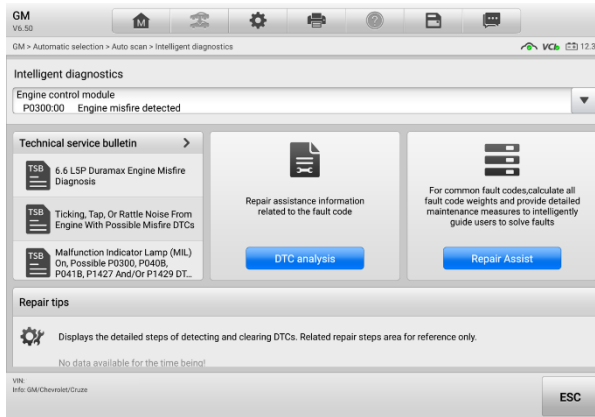 GM
V6.50
M
?
GM > Automatic selection > Auto scan > Intelligent diagnostics
VCI
12.3
Intelligent diagnostics
Engine control module
P0300:00 Engine misfire detected
Technical service bulletin >
TSB
6.6 L5P Duramax Engine Misfire
Diagnosis
TSB
Ticking, Tap, Or Rattle Noise From
Engine With Possible Misfire DTCs
TSB
Malfunction Indicator Lamp (MIL)
On, Possible P0300, P040B,
P041B, P1427 And/Or P1429 DT...
Repair assistance information
related to the fault code
DTC analysis
For common fault codes,calculate all
fault code weights and provide detailed
maintenance measures to intelligently
guide users to solve faults
Repair Assist
Repair tips
Displays the detailed steps of detecting and clearing DTCs. Related repair steps area for reference only.
No data available for the time being!
VIN:
Info: GM/Chevrolet/Cruze
ESC